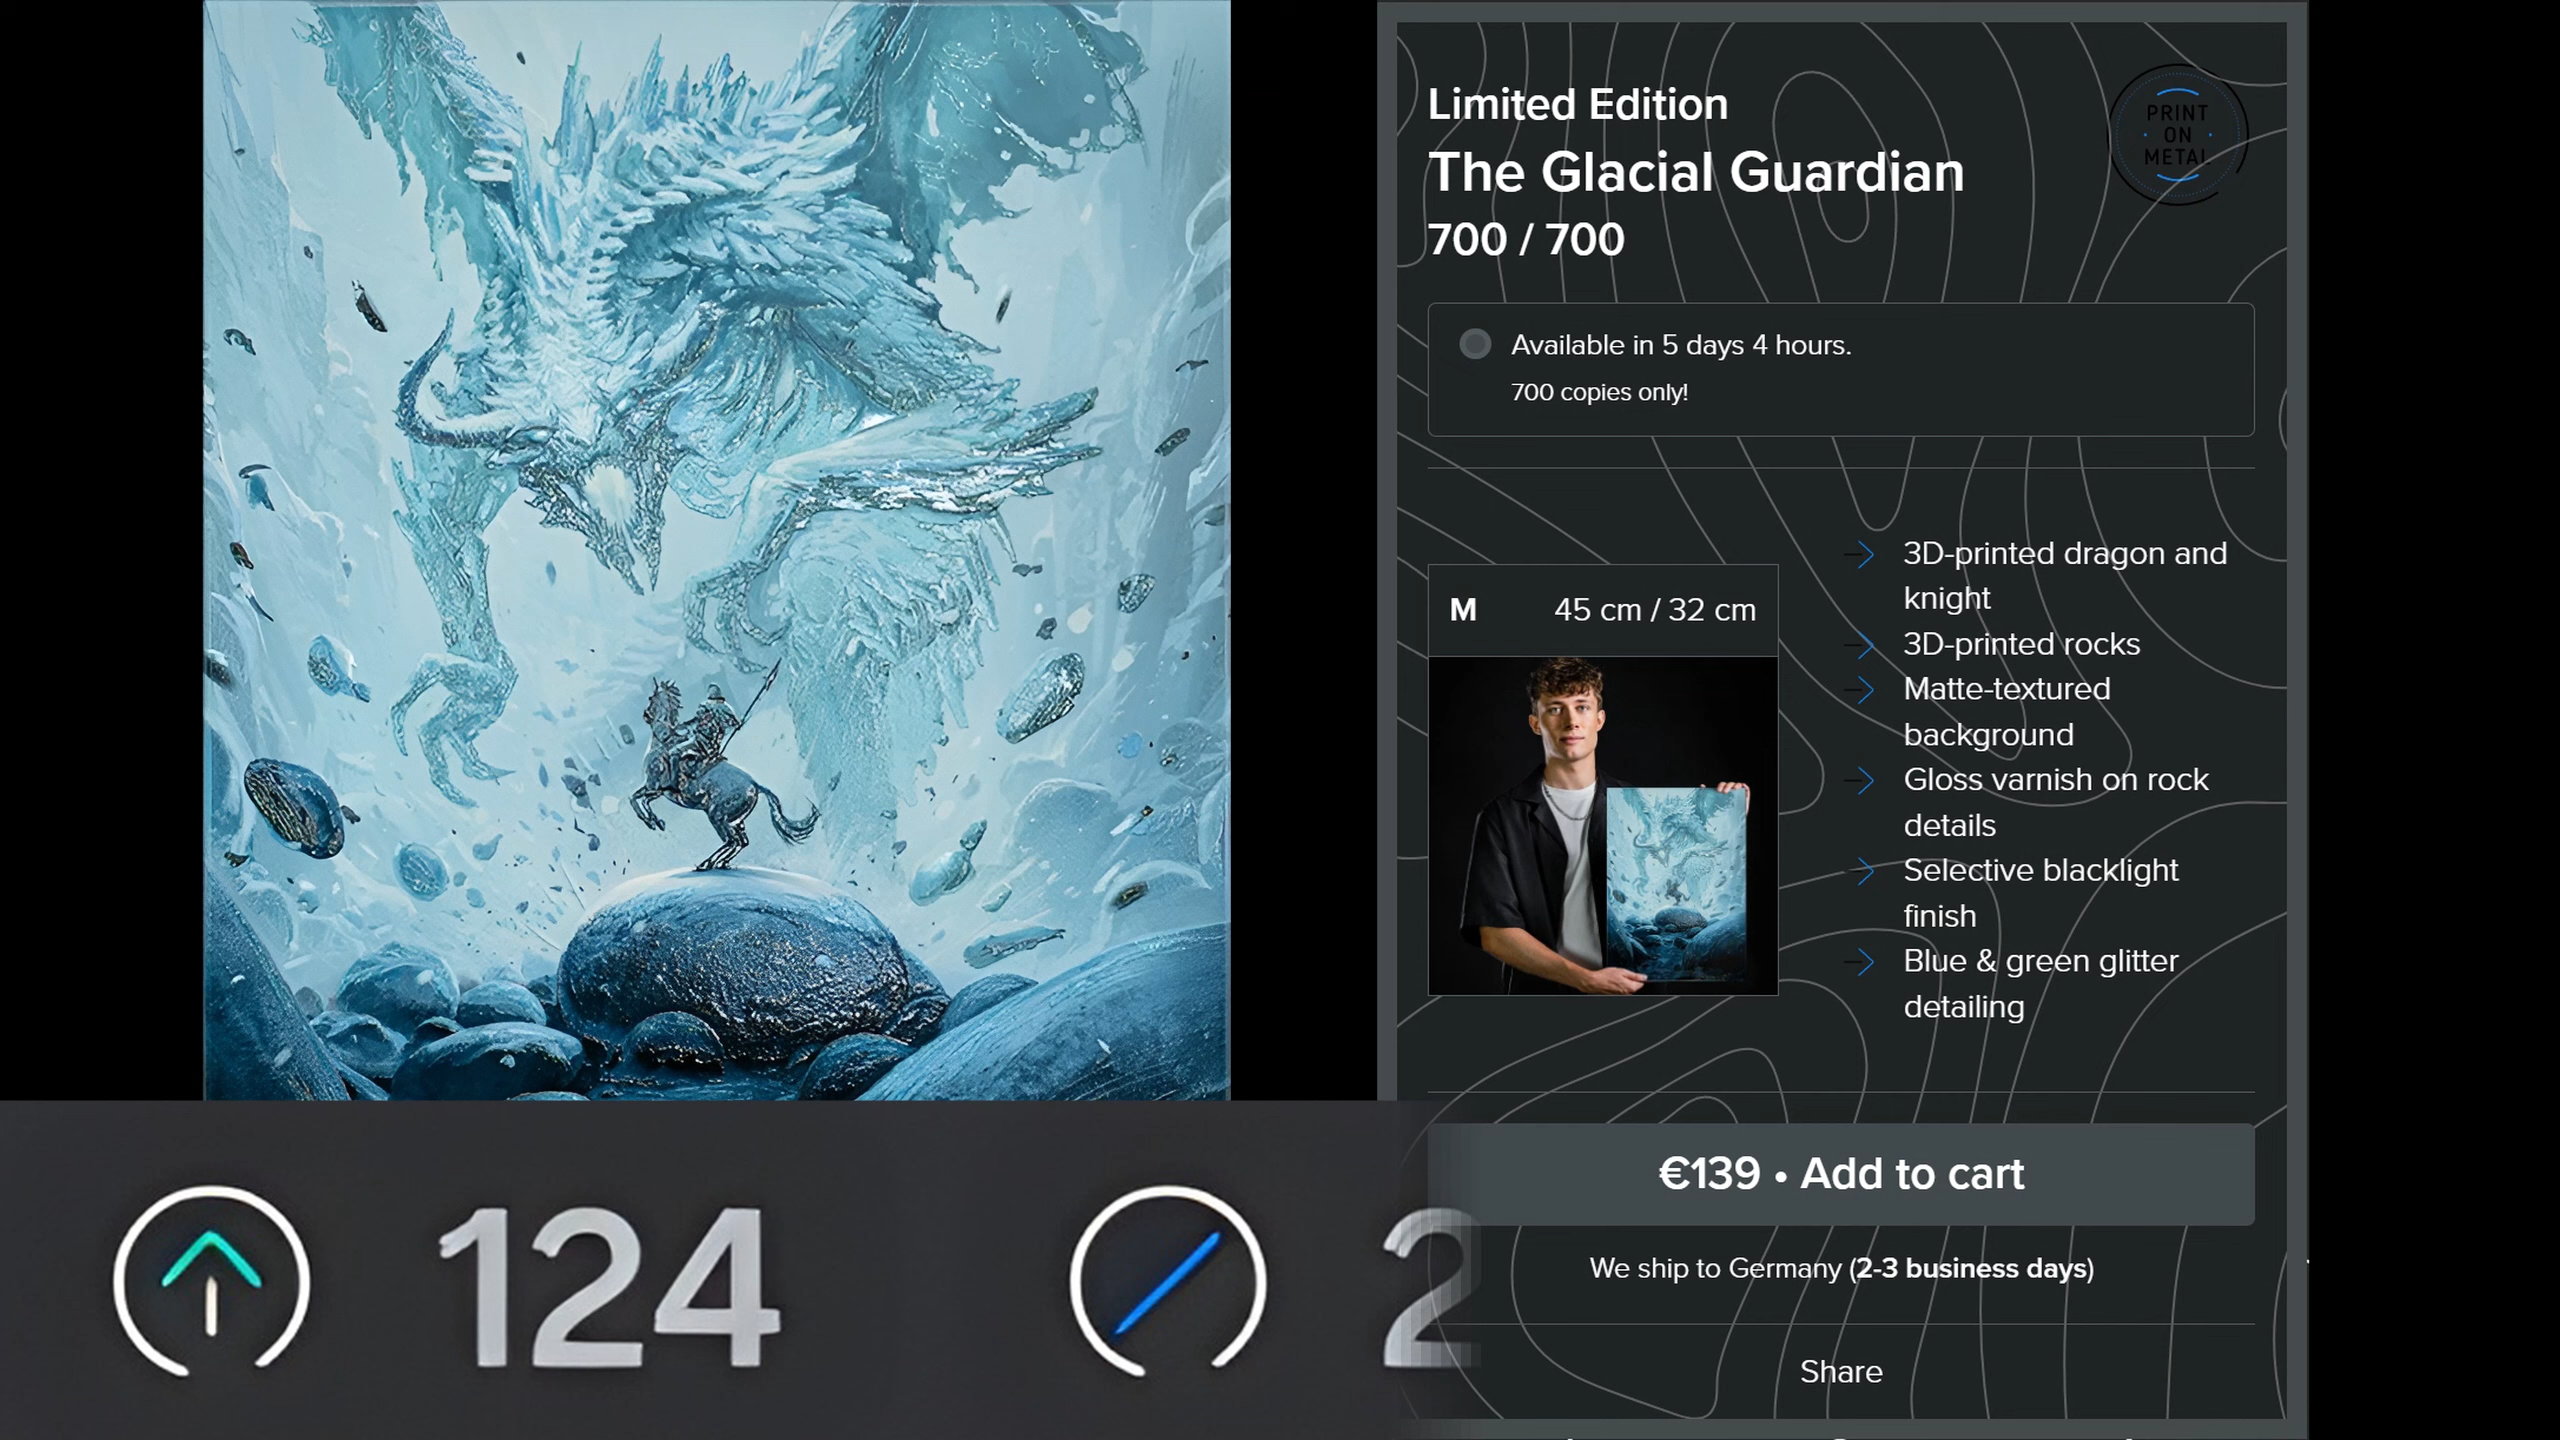 Limited Edition
The Glacial Guardian
700 / 700
PRINT
ON
METAL
Available in 5 days 4 hours.
700 copies only!
M 45 cm / 32 cm
3D-printed dragon and
knight
3D-printed rocks
Matte-textured
background
Gloss varnish on rock
details
Selective blacklight
finish
Blue & green glitter
detailing
€139 • Add to cart
We ship to Germany (2-3 business days)
Share
124
2